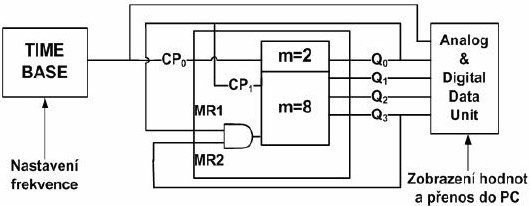 TIME
BASE
CP0
CP1
m=2
m=8
MR1
MR2
Q0
Q1
Q2
Q3
Analog
&
Digital
Data
Unit
Nastavení
frekvence
Zobrazení hodnot
a přenos do PC